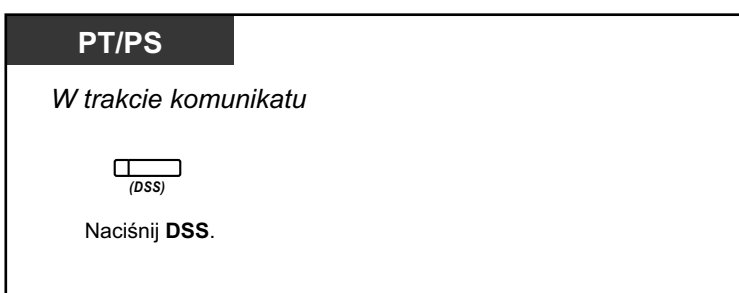 PT/PS
W trakcie komunikatu
(DSS)
Naciśnij DSS.